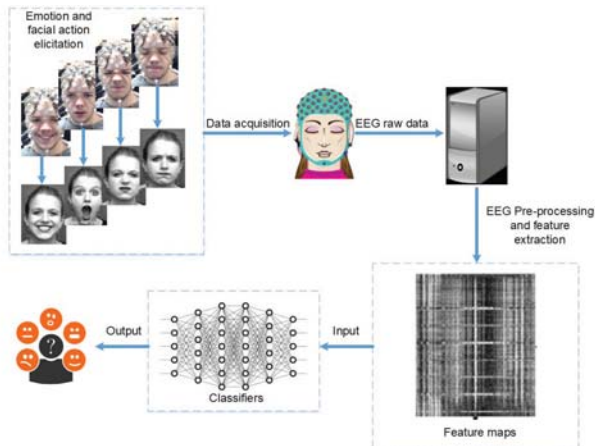 Emotion and
facial action
elicitation
Data acquisition
EEG raw data
EEG Pre-processing
and feature
extraction
Feature maps
Input
Classifiers
Output
?